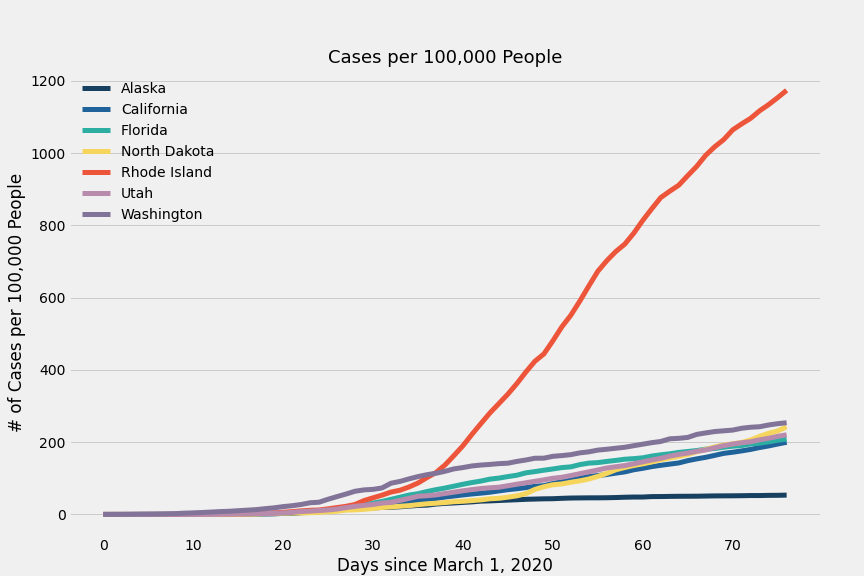 Cases per 100,000 People
# of Cases per 100,000 People
1200
1000
800
600
400
200
0
Alaska
California
Florida
North Dakota
Rhode Island
Utah
Washington
0 10 20 30 40 50 60 70
Days since March 1, 2020